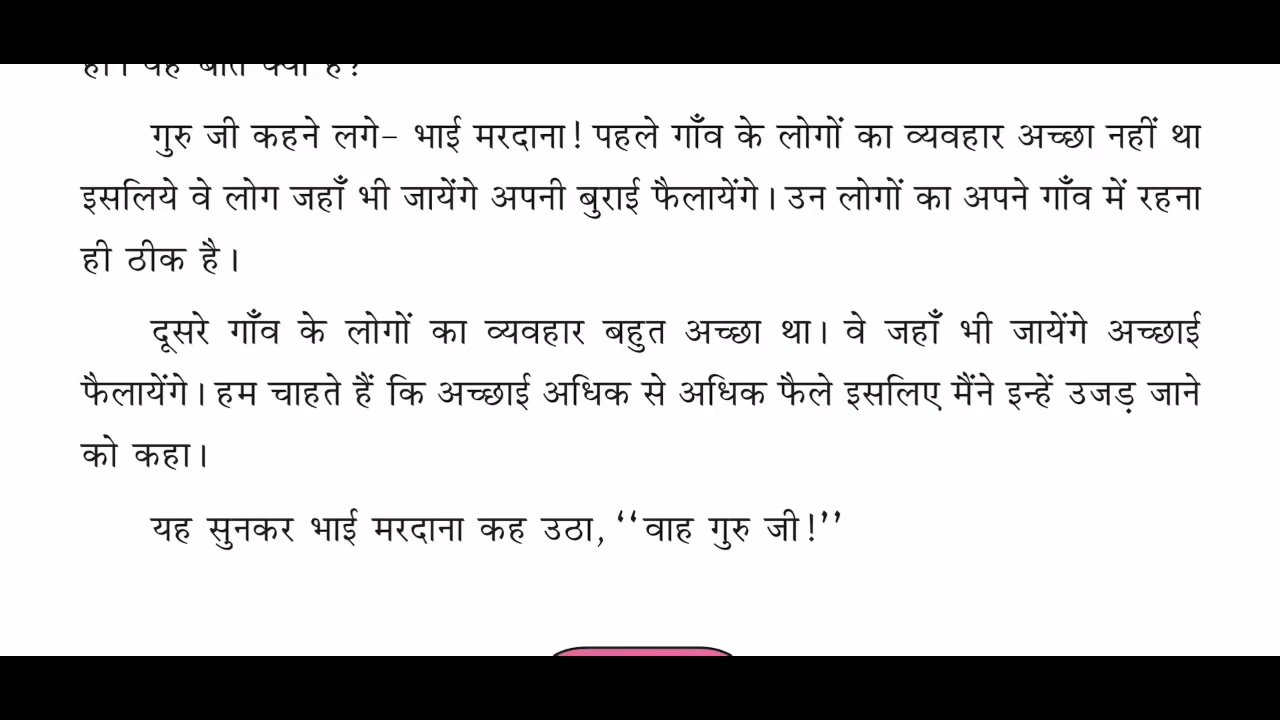 गुरु जी कहने लगे– भाई मरदाना! पहले गाँव के लोगों का व्यवहार अच्छा नहीं था
इसलिये वे लोग जहाँ भी जायेंगे अपनी बुराई फैलायेंगे। उन लोगों का अपने गाँव में रहना
ही ठीक है।
दूसरे गाँव के लोगों का व्यवहार बहुत अच्छा था। वे जहाँ भी जायेंगे अच्छाई
फैलायेंगे। हम चाहते हैं कि अच्छाई अधिक से अधिक फैले इसलिए मैंने इन्हें उजड़ जाने
को कहा।
यह सुनकर भाई मरदाना कह उठा, ‘‘वाह गुरु जी!’’